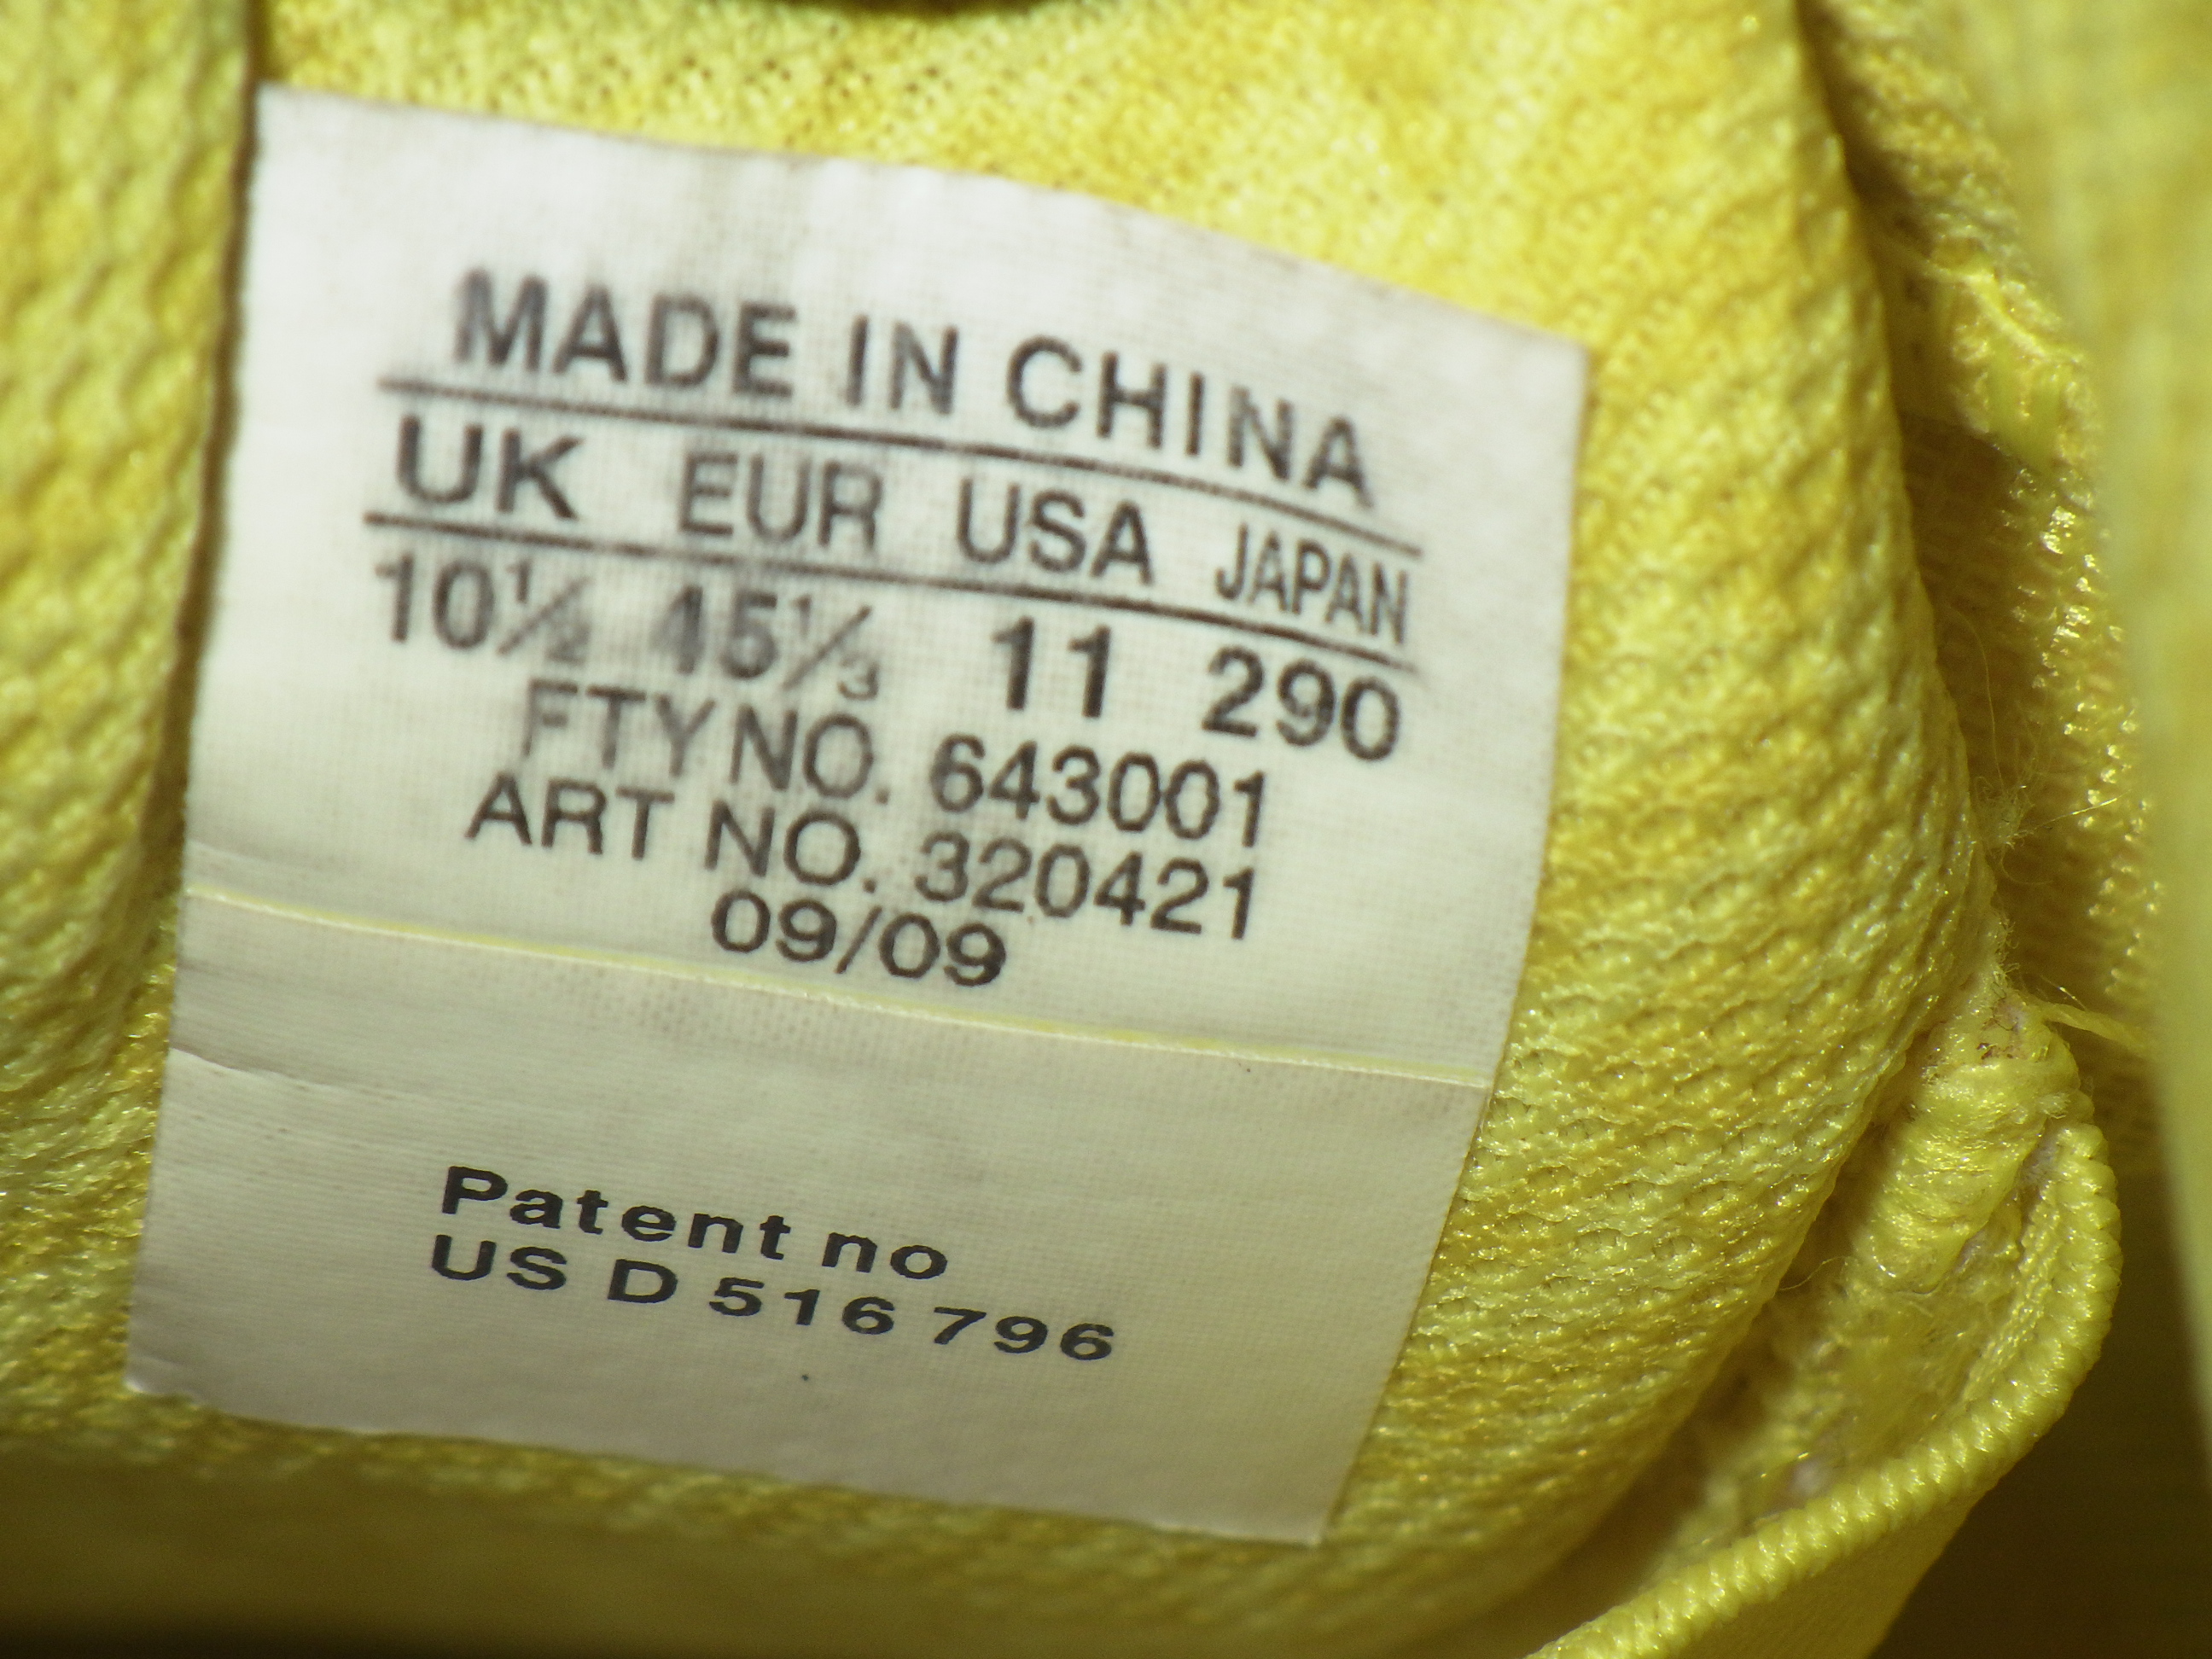 MADE IN CHINA
UK EUR USA JAPAN
10½ 45⅓ 11 290
FTY NO. 643001
ART NO. 320421
09/09
Patent no
US D 516 796